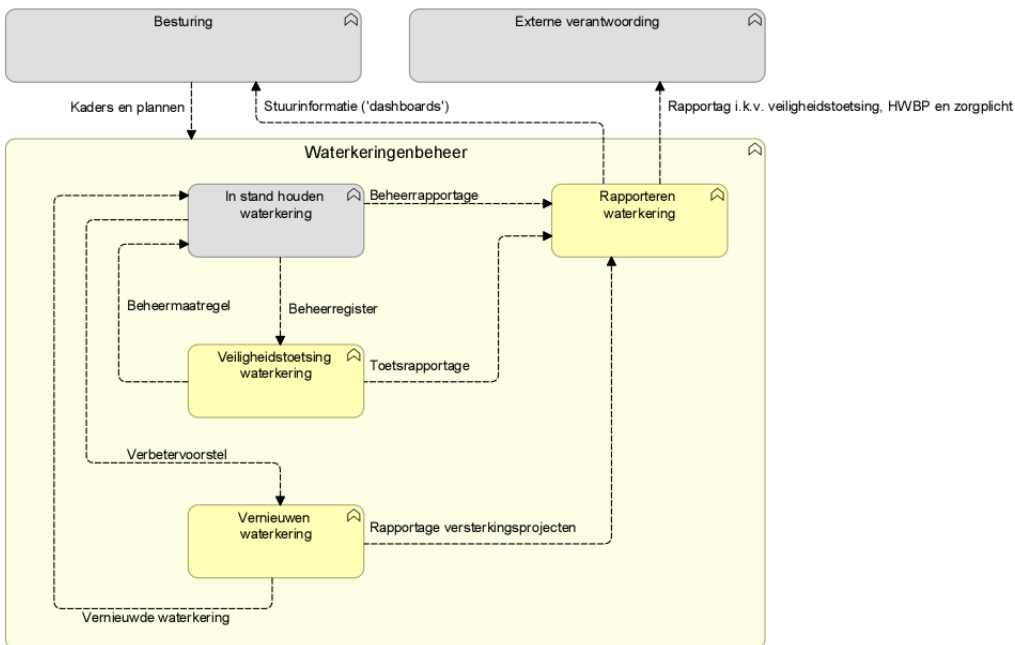 Besturing
Externe verantwoording
Kaders en plannen
Stuurinformatie ('dashboards')
Rapportag i.k.v. veiligheidstoetsing, HWBP en zorgplicht
Waterkeringenbeheer
In stand houden
waterkering
Beheerrapportage
Rapporteren
waterkering
Beheermaatregel
Beheerregister
Veiligheidstoetsing
waterkering
Toetsrapportage
Verbetervoorstel
Vernieuwen
waterkering
Rapportage versterkingsprojecten
Vernieuwde waterkering